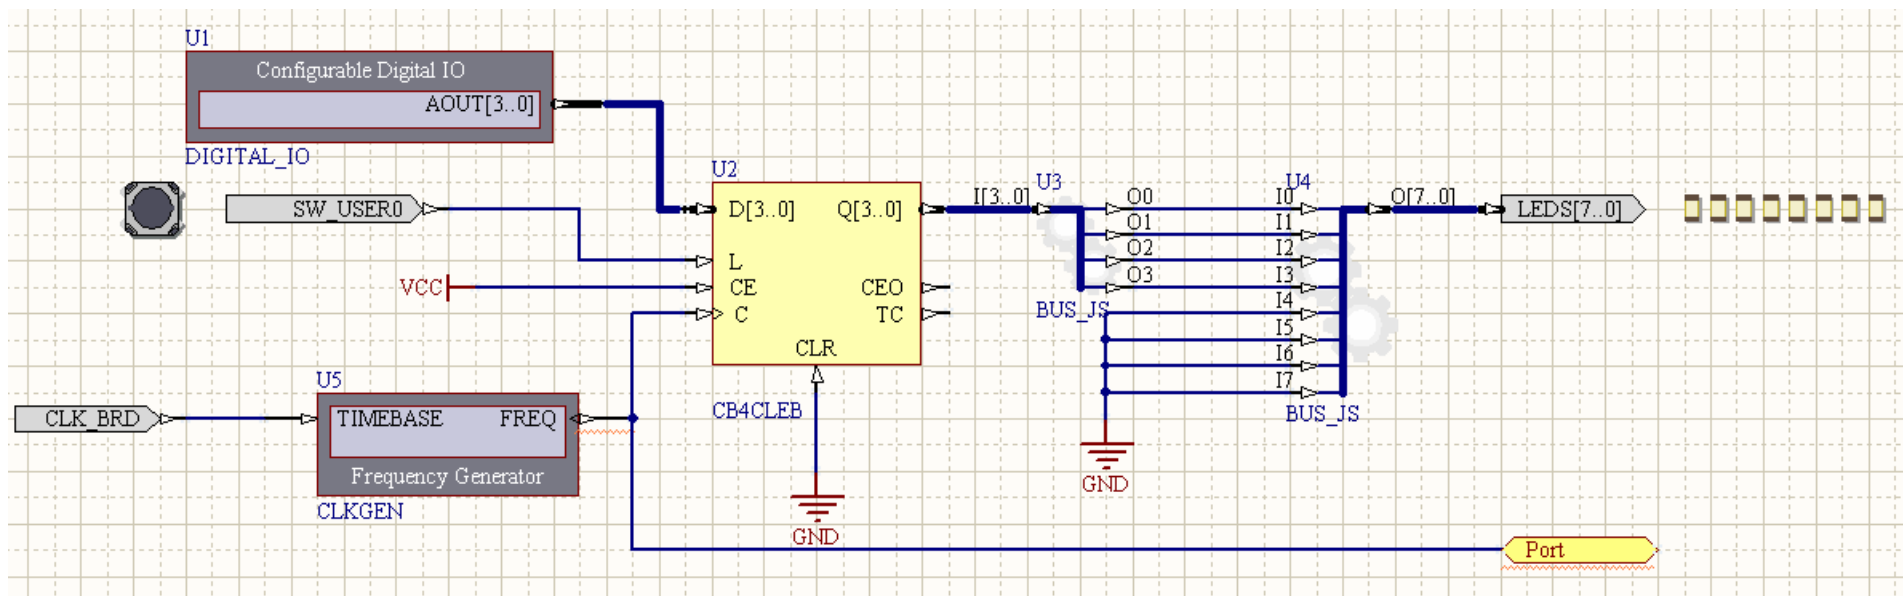 U1
Configurable Digital IO
AOUT[3..0]
DIGITAL_IO
SW_USER0
VCC
U2
D[3..0]
Q[3..0]
L
CE
CEO
C
TC
CLR
CB4CLEB
GND
I[3..0]
U3
O0
O1
O2
O3
BUS_JS
U4
I0
I1
I2
I3
I4
I5
I6
I7
BUS_JS
GND
O[7..0]
LEDS[7..0]
CLK_BRD
U5
TIMEBASE
FREQ
Frequency Generator
CLKGEN
Port